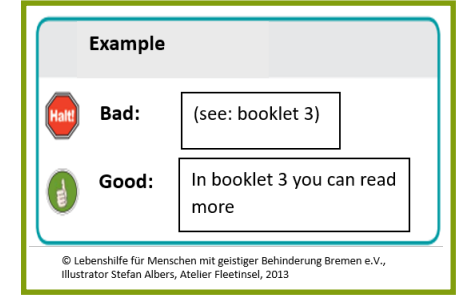 Example
Halt!
Bad:
(see: booklet 3)
Good:
In booklet 3 you can read
more
© Lebenshilfe für Menschen mit geistiger Behinderung Bremen e.V.,
Illustrator Stefan Albers, Atelier Fleetinsel, 2013